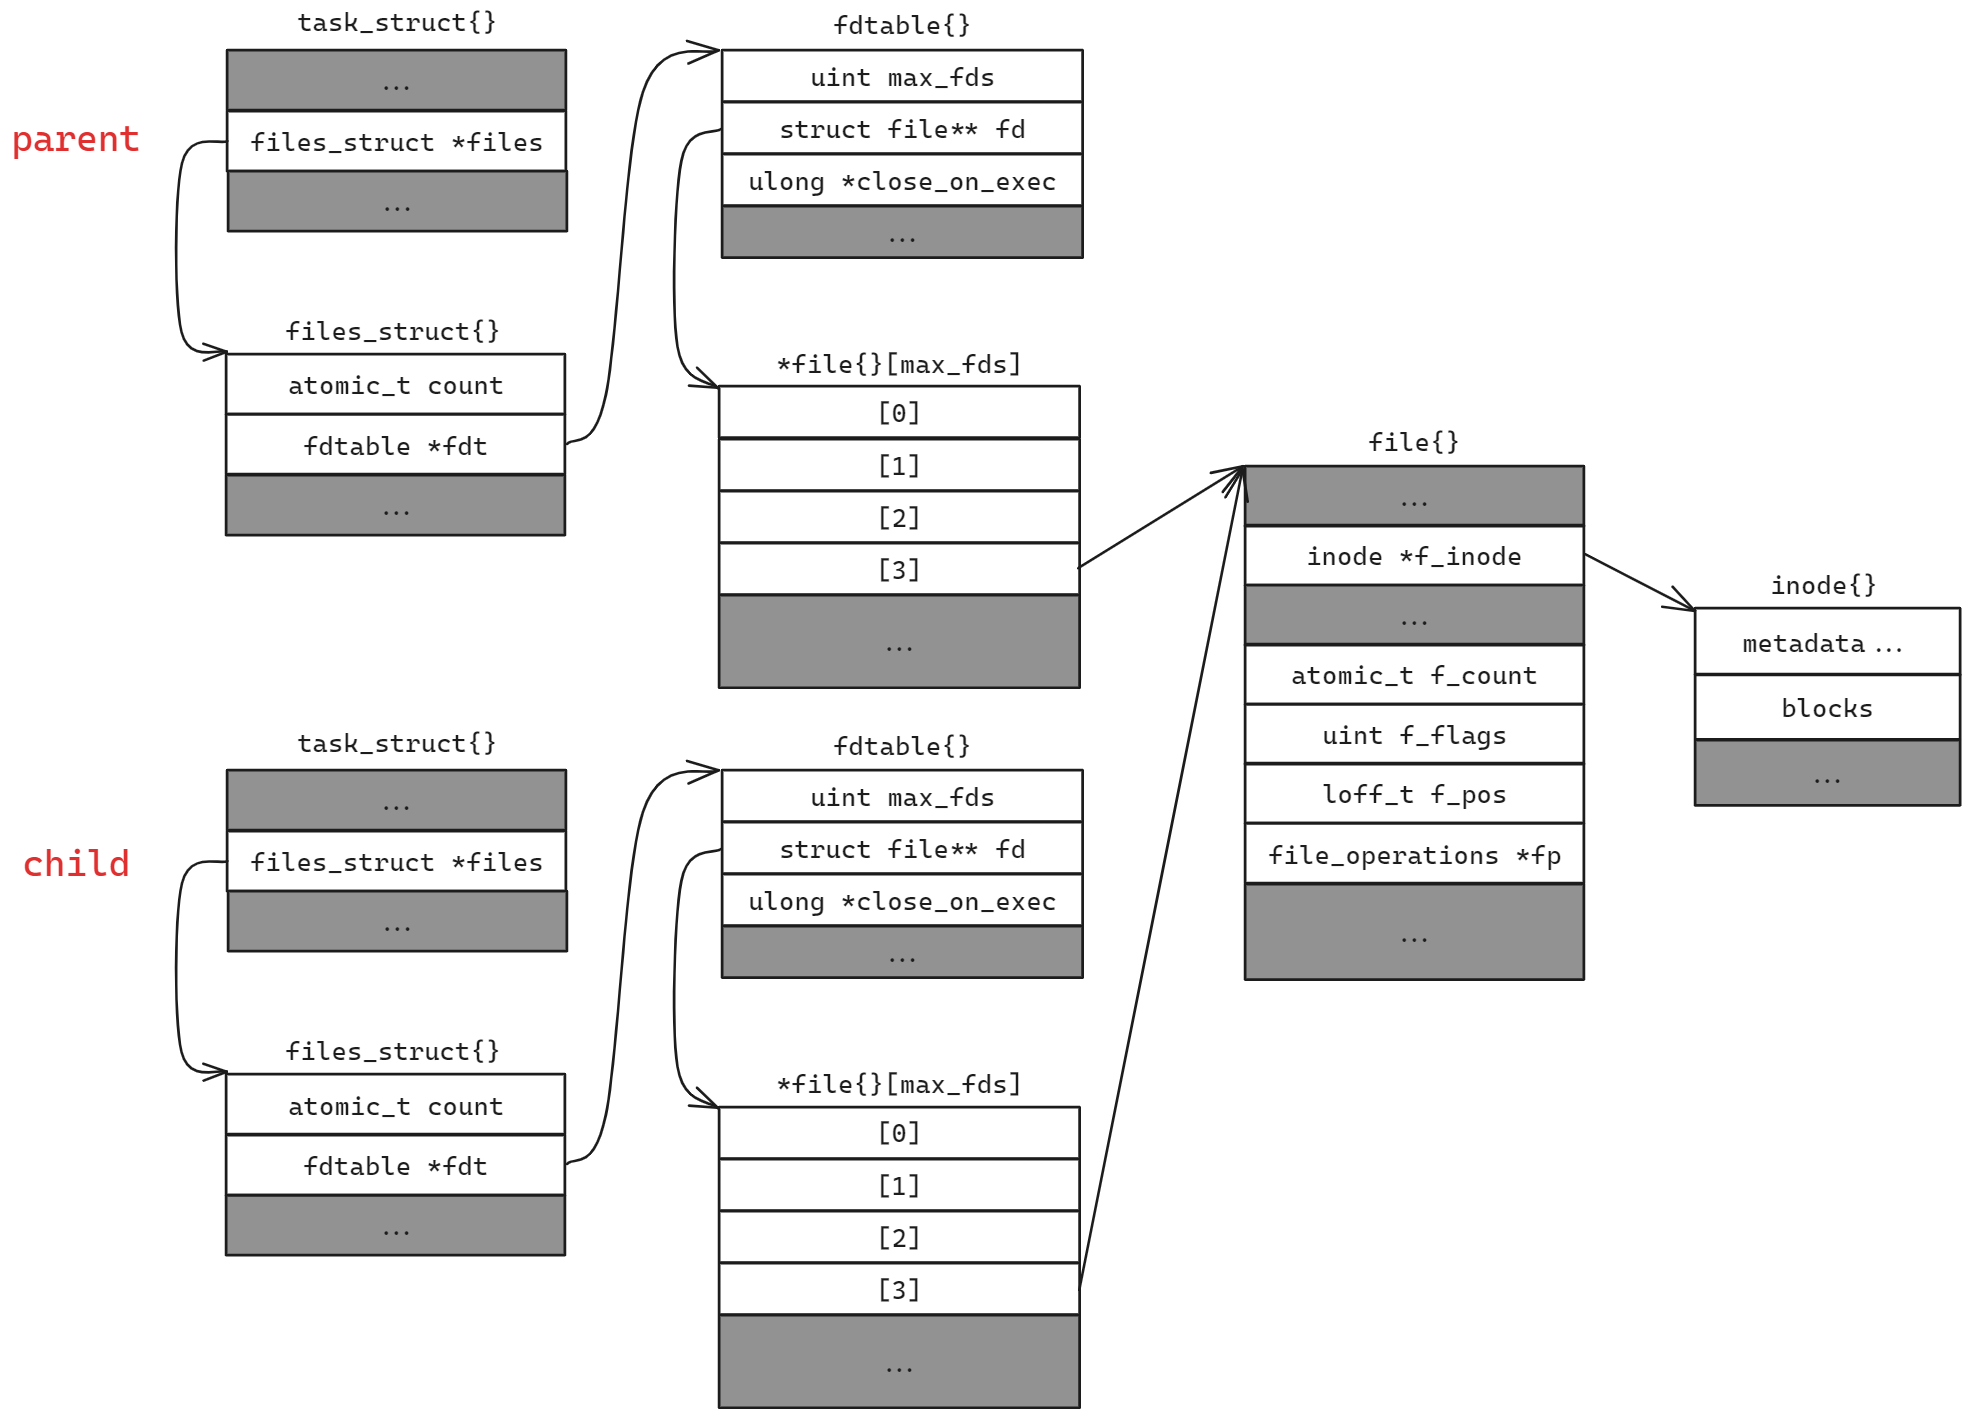 task_struct{}
...
parent
files_struct *files
...
files_struct{}
atomic_t count
fdtable *fdt
...
fdtable{}
uint max_fds
struct file** fd
ulong *close_on_exec
...
*file{}[max_fds]
[0]
[1]
[2]
[3]
...
file{}
...
inode *f_inode
...
atomic_t f_count
uint f_flags
loff_t f_pos
file_operations *fp
...
inode{}
metadata ...
blocks
...
task_struct{}
...
child
files_struct *files
...
files_struct{}
atomic_t count
fdtable *fdt
...
fdtable{}
uint max_fds
struct file** fd
ulong *close_on_exec
...
*file{}[max_fds]
[0]
[1]
[2]
[3]
...